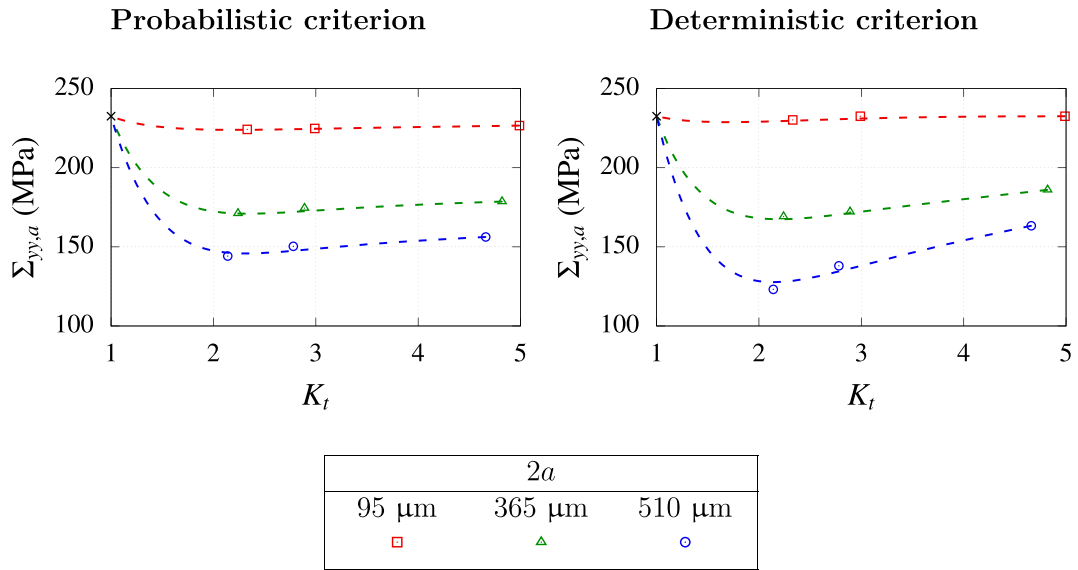 Probabilistic criterion
Deterministic criterion
250
200
150
100
Σyy,a (MPa)
1 2 3 4 5
Kt
250
200
150
100
Σyy,a (MPa)
1 2 3 4 5
Kt
2a
95 µm 365 µm 510 µm